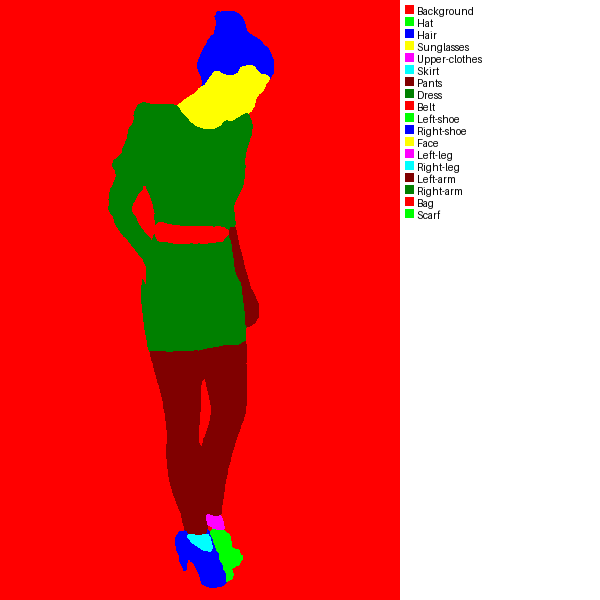 Background
Hat
Hair
Sunglasses
Upper-clothes
Skirt
Pants
Dress
Belt
Left-shoe
Right-shoe
Face
Left-leg
Right-leg
Left-arm
Right-arm
Bag
Scarf